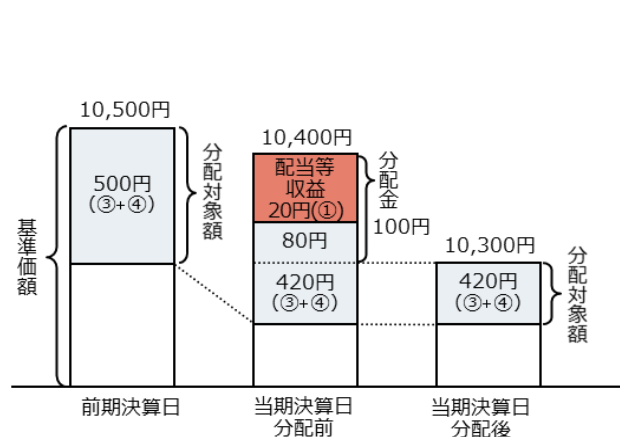 10,500円
500円
(③+④)
分配対象額
基準価額
前期決算日
10,400円
配当等
収益
20円(①)
80円
420円
(③+④)
分配金
100円
当期決算日
分配前
10,300円
420円
(③+④)
分配対象額
当期決算日
分配後